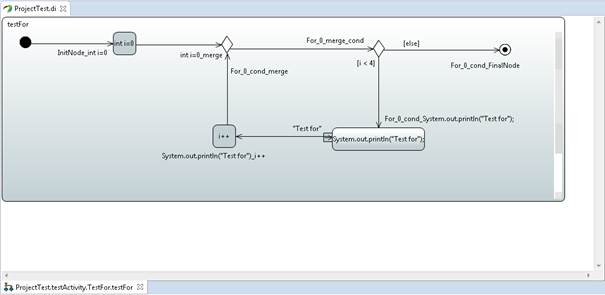 ProjectTest.di
testFor
int i=0
InitNode_int i=0
int i=0_merge
For_0_merge_cond
[else]
For_0_cond_FinalNode
[i < 4]
For_0_cond_merge
For_0_cond_System.out.println("Test for");
"Test for"
i++
System.out.println("Test for");
System.out.println("Test for")_i++
ProjectTest.testActivity.TestFor.testFor